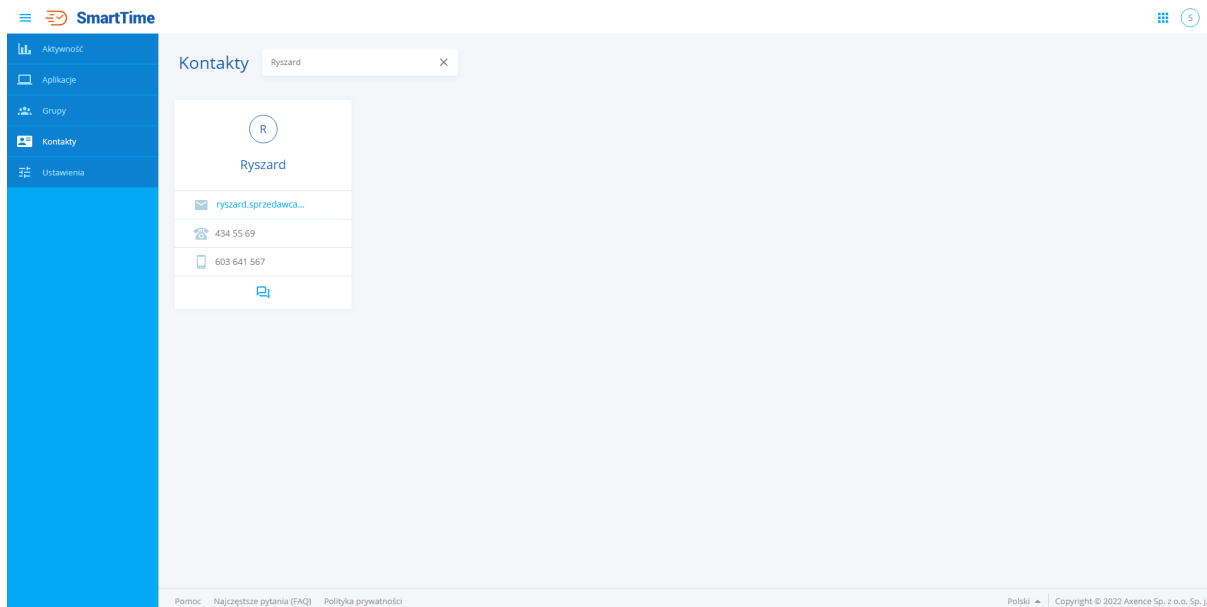 SmartTime
S
Aktywność
Aplikacje
Grupy
Kontakty
Ustawienia
Kontakty
Ryszard
R
Ryszard
ryszard.sprzedawca...
434 55 69
603 641 567
Pomoc Najczęstsze pytania (FAQ) Polityka prywatności
Polski Copyright © 2022 Axence Sp. z o.o. Sp. j.